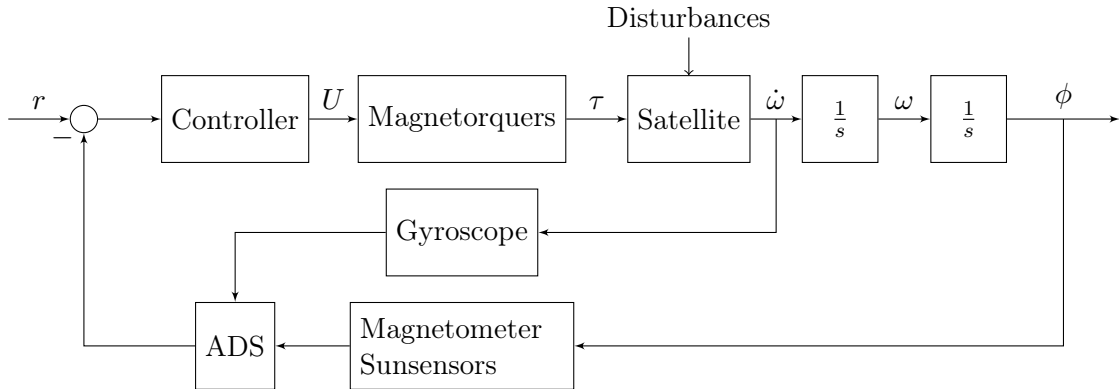 Disturbances
r
−
Controller
U
Magnetorquers
τ
Satellite
ω̇
1/s
ω
1/s
ϕ
Gyroscope
ADS
Magnetometer
Sunsensors